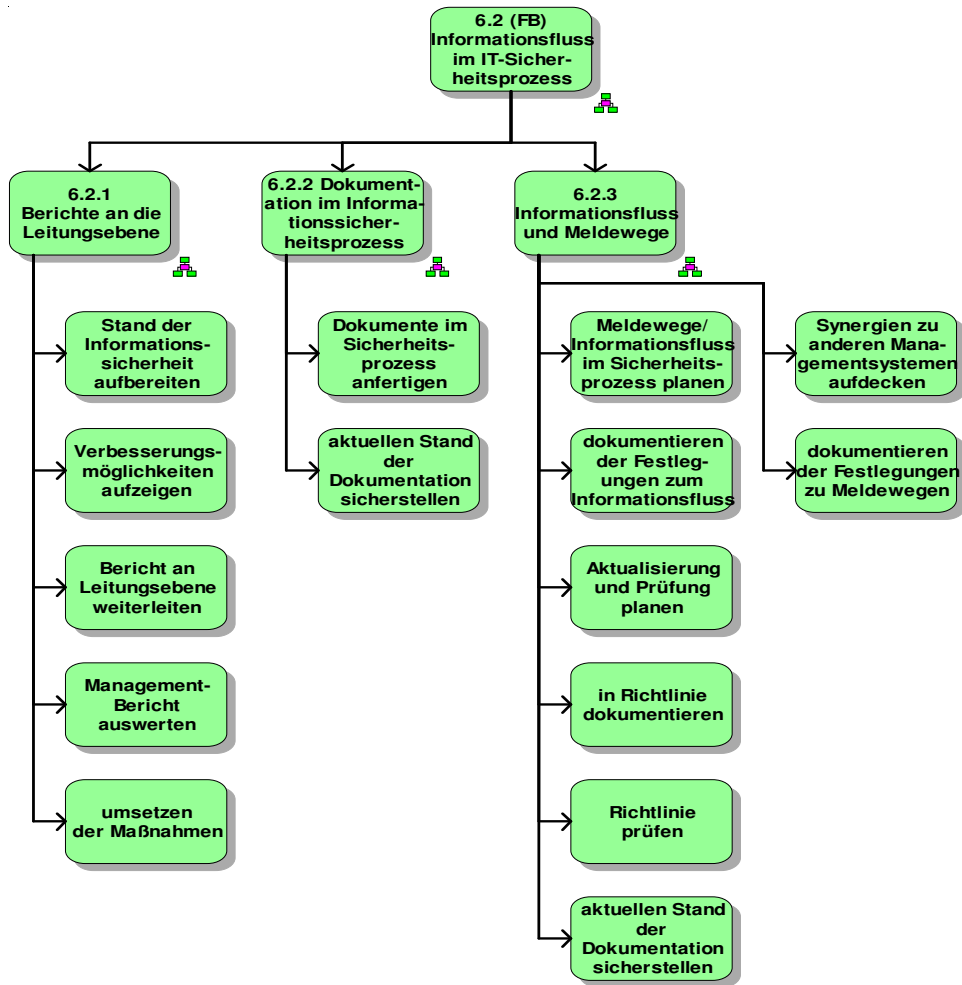 6.2 (FB)
Informationsfluss
im IT-Sicher-
heitsprozess
6.2.1
Berichte an die
Leitungsebene
6.2.2 Dokument-
ation im Informa-
tionssicher-
heitsprozess
6.2.3
Informationsfluss
und Meldewege
Stand der
Informations-
sicherheit
aufbereiten
Verbesserungs-
möglichkeiten
aufzeigen
Bericht an
Leitungsebene
weiterleiten
Management-
Bericht
auswerten
umsetzen
der Maßnahmen
Dokumente im
Sicherheits-
prozess
anfertigen
aktuellen Stand
der
Dokumentation
sicherstellen
Meldewege/
Informationsfluss
im Sicherheits-
prozess planen
dokumentieren
der Festleg-
ungen zum
Informationsfluss
Aktualisierung
und Prüfung
planen
in Richtlinie
dokumentieren
Richtlinie
prüfen
aktuellen Stand
der
Dokumentation
sicherstellen
Synergien zu
anderen Mana-
gementsystemen
aufdecken
dokumentieren
der Festlegungen
zu Meldewegen